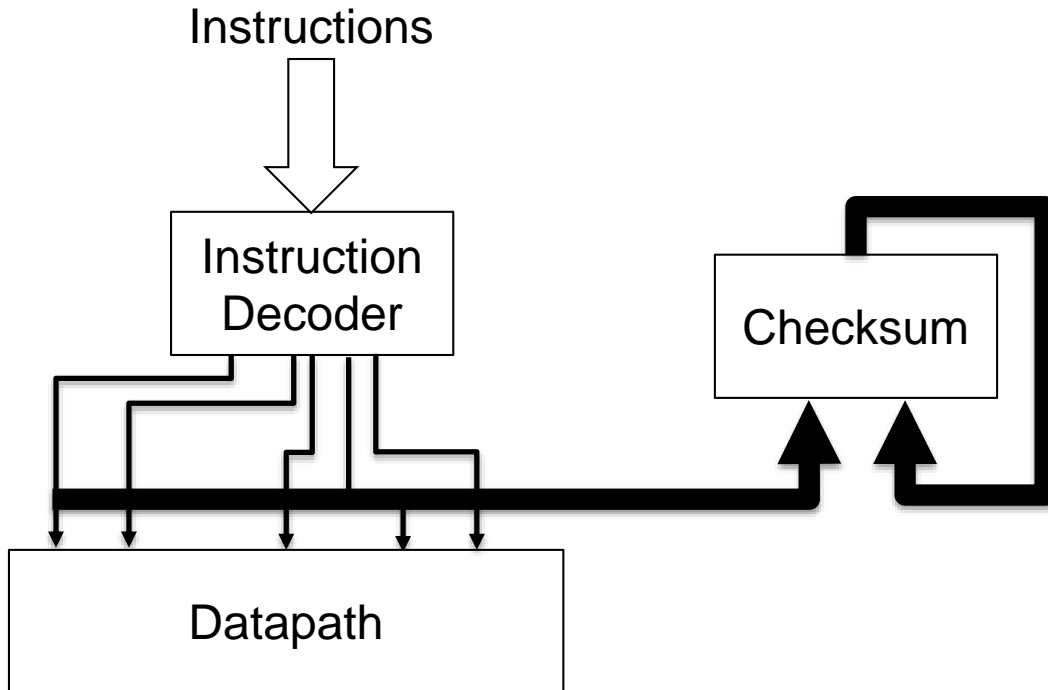 Instructions
Instruction
Decoder
Checksum
Datapath